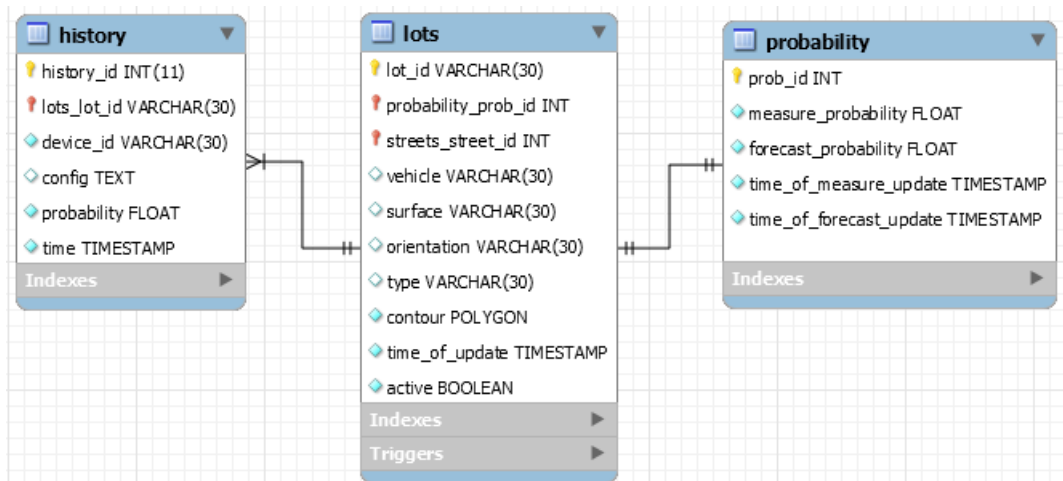 history
history_id INT(11)
lots_lot_id VARCHAR(30)
device_id VARCHAR(30)
config TEXT
probability FLOAT
time TIMESTAMP
Indexes
lots
lot_id VARCHAR(30)
probability_prob_id INT
streets_street_id INT
vehicle VARCHAR(30)
surface VARCHAR(30)
orientation VARCHAR(30)
type VARCHAR(30)
contour POLYGON
time_of_update TIMESTAMP
active BOOLEAN
Indexes
Triggers
probability
prob_id INT
measure_probability FLOAT
forecast_probability FLOAT
time_of_measure_update TIMESTAMP
time_of_forecast_update TIMESTAMP
Indexes